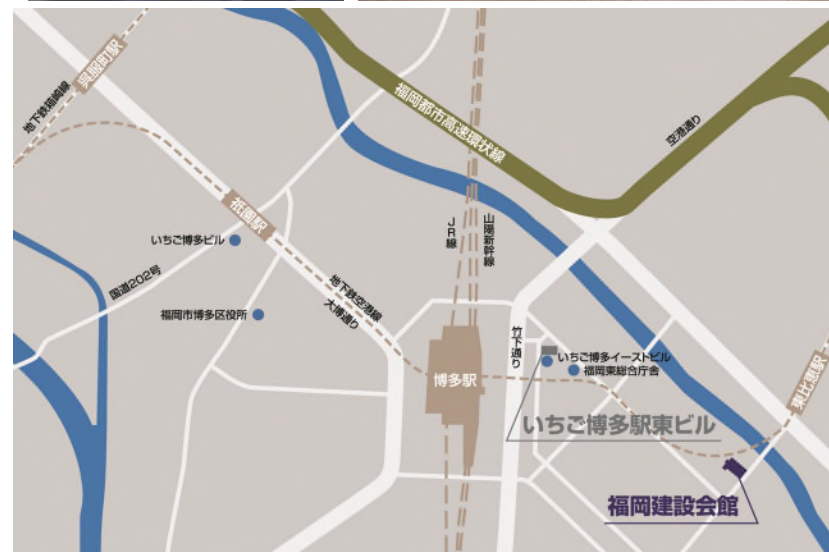 呉服町駅
地下鉄箱崎線
福岡都市高速環状線
空港通り
祇園駅
いちご博多ビル
国道202号
JR線
山陽新幹線
地下鉄空港線
大博通り
福岡市博多区役所
竹下通り
博多駅
いちご博多イーストビル
福岡東総合庁舎
東比恵駅
いちご博多駅東ビル
福岡建設会館